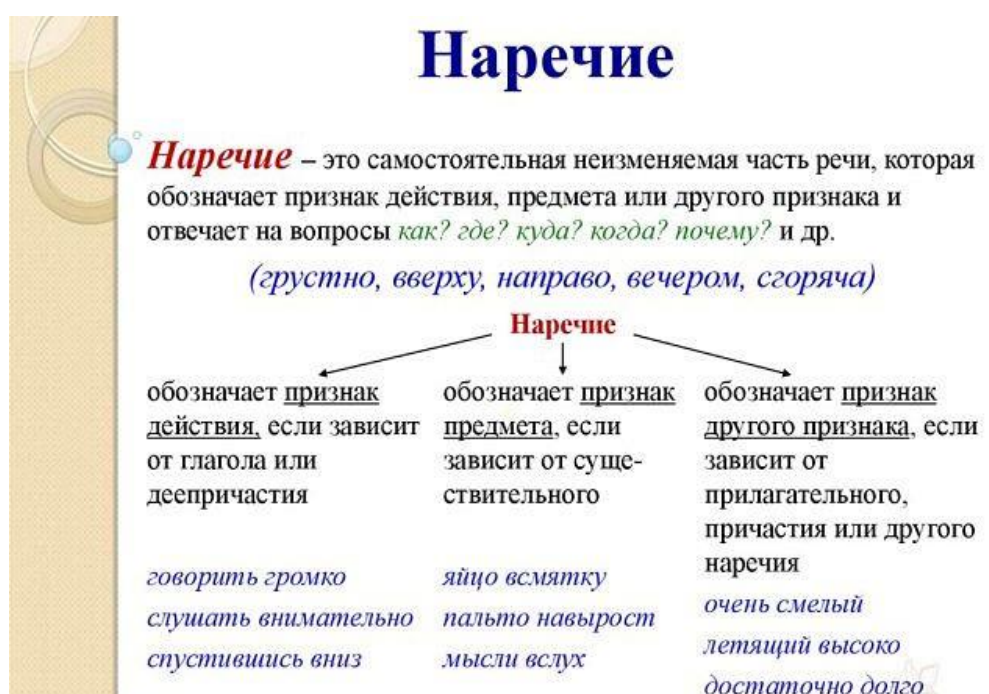 Наречие
Наречие – это самостоятельная неизменяемая часть речи, которая
обозначает признак действия, предмета или другого признака и
отвечает на вопросы как? где? куда? когда? почему? и др.
(грустно, вверху, направо, вечером, сгоряча)
Наречие
обозначает признак
действия, если зависит
от глагола или
деепричастия
говорить громко
слушать внимательно
спустившись вниз
обозначает признак
предмета, если
зависит от суще-
ствительного
яйцо всмятку
пальто навырост
мысли вслух
обозначает признак
другого признака, если
зависит от
прилагательного,
причастия или другого
наречия
очень смелый
летящий высоко
достаточно долго